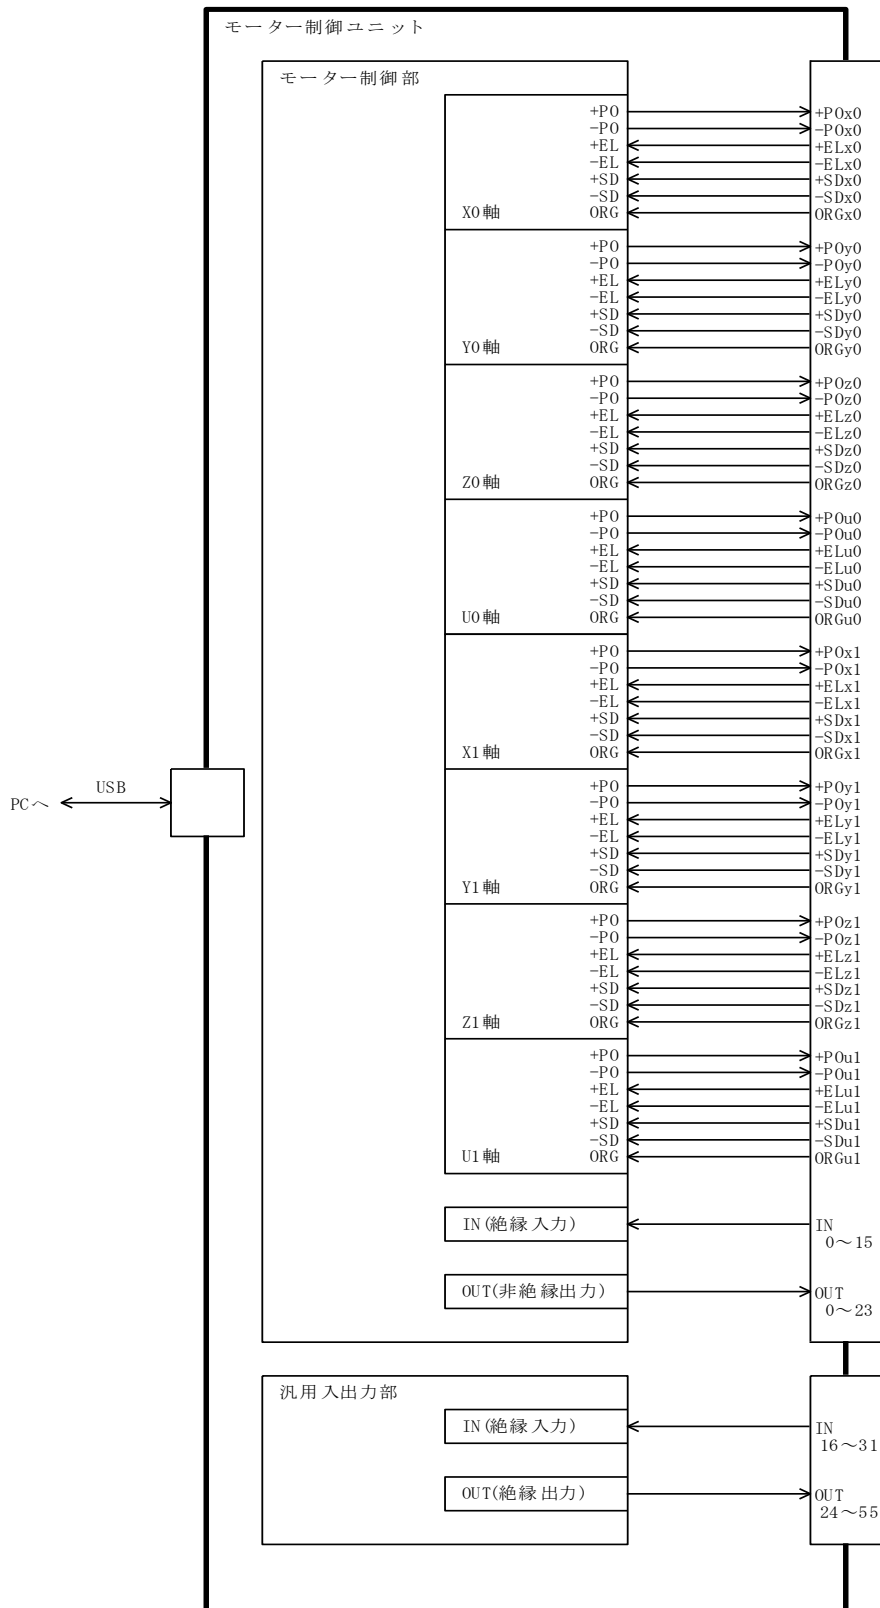 モーター制御ユニット
モーター制御部
+PO +POx0
−PO −POx0
+EL +ELx0
−EL −ELx0
+SD +SDx0
−SD −SDx0
X0軸 ORG ORGx0
+PO +POy0
−PO −POy0
+EL +ELy0
−EL −ELy0
+SD +SDy0
−SD −SDy0
Y0軸 ORG ORGy0
+PO +POz0
−PO −POz0
+EL +ELz0
−EL −ELz0
+SD +SDz0
−SD −SDz0
Z0軸 ORG ORGz0
+PO +POu0
−PO −POu0
+EL +ELu0
−EL −ELu0
+SD +SDu0
−SD −SDu0
U0軸 ORG ORGu0
+PO +POx1
−PO −POx1
+EL +ELx1
−EL −ELx1
+SD +SDx1
−SD −SDx1
X1軸 ORG ORGx1
USB
PCへ
+PO +POy1
−PO −POy1
+EL +ELy1
−EL −ELy1
+SD +SDy1
−SD −SDy1
Y1軸 ORG ORGy1
+PO +POz1
−PO −POz1
+EL +ELz1
−EL −ELz1
+SD +SDz1
−SD −SDz1
Z1軸 ORG ORGz1
+PO +POu1
−PO −POu1
+EL +ELu1
−EL −ELu1
+SD +SDu1
−SD −SDu1
U1軸 ORG ORGu1
IN(絶縁入力) IN
0～15
OUT(非絶縁出力) OUT
0～23
汎用入出力部
IN(絶縁入力) IN
16～31
OUT(絶縁出力) OUT
24～55